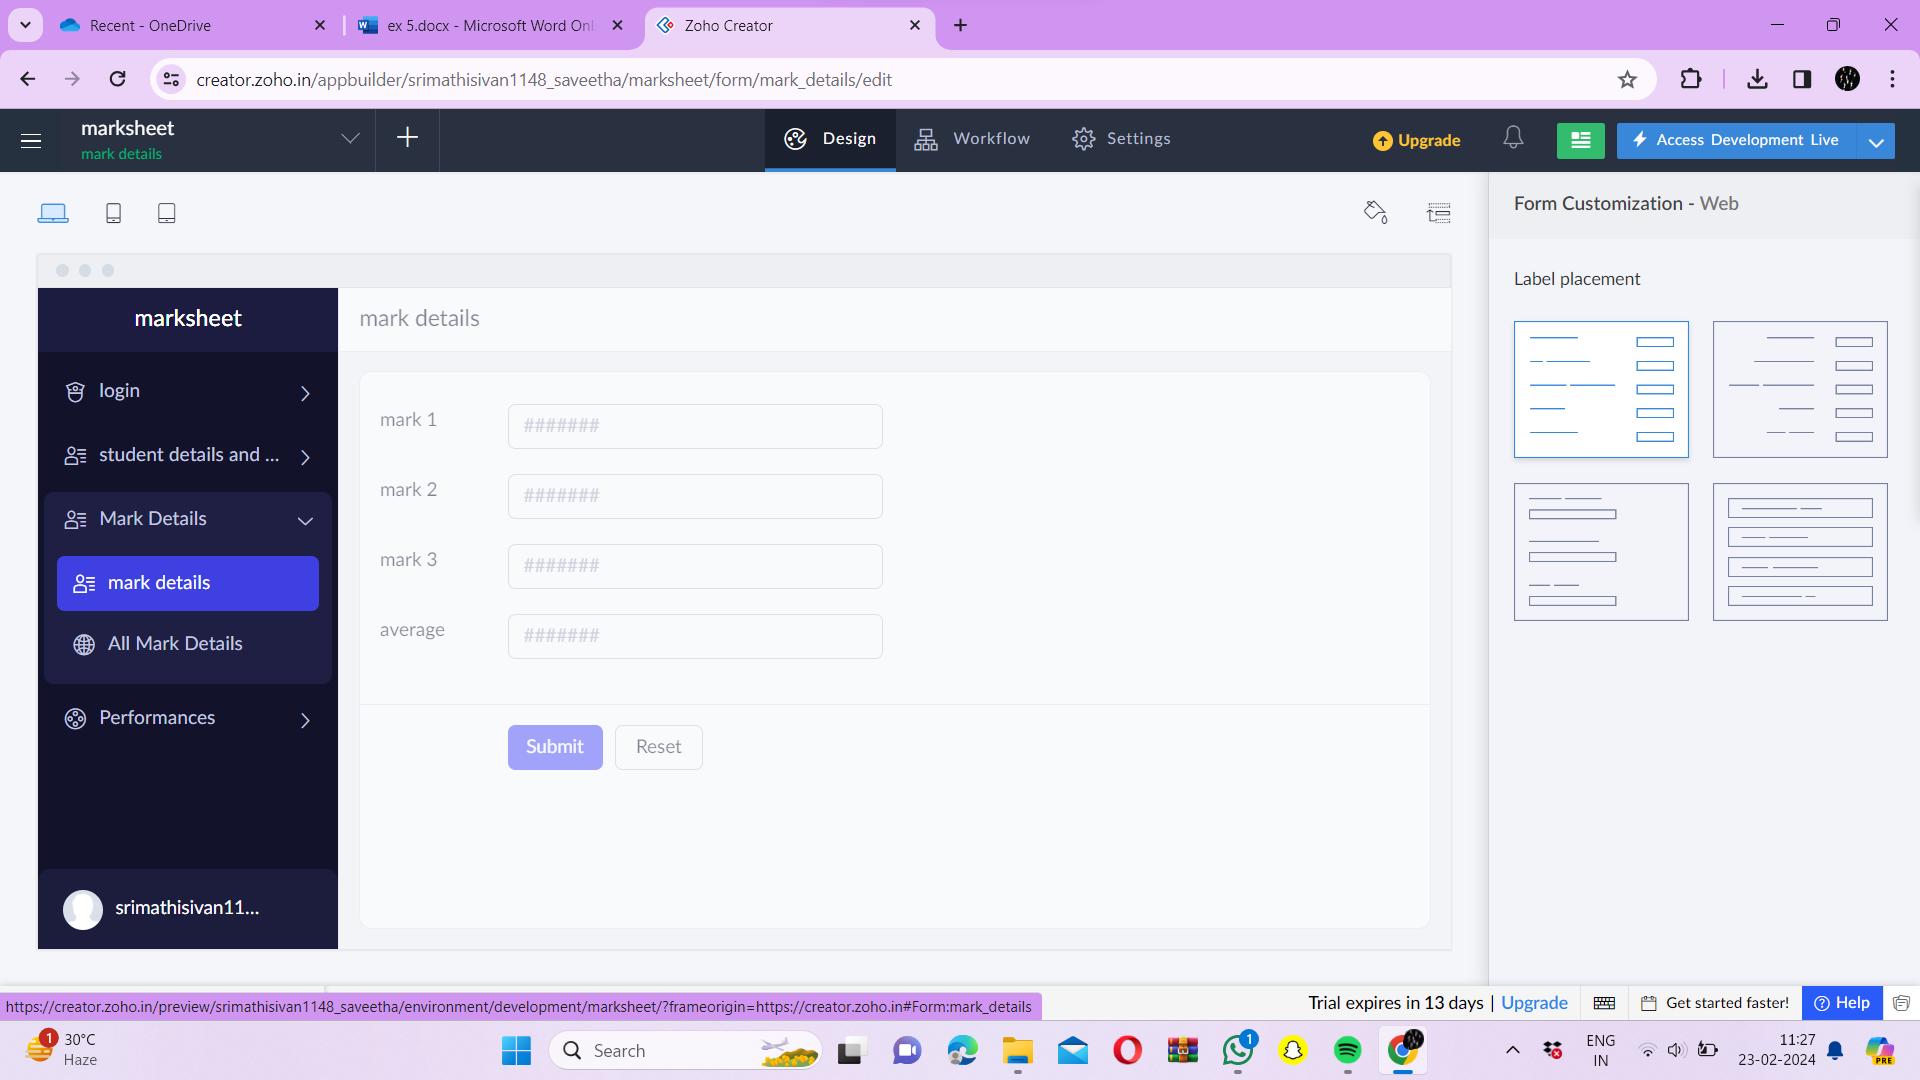 Recent - OneDrive
ex 5.docx - Microsoft Word Onl
Zoho Creator
creator.zoho.in/appbuilder/srimathisivan1148_saveetha/marksheet/form/mark_details/edit
marksheet
mark details
Design
Workflow
Settings
Upgrade
Access Development Live
Form Customization - Web
Label placement
marksheet
login
student details and ...
Mark Details
mark details
All Mark Details
Performances
srimathisivan11...
mark details
mark 1
#######
mark 2
#######
mark 3
#######
average
#######
Submit
Reset
https://creator.zoho.in/preview/srimathisivan1148_saveetha/environment/development/marksheet/?frameorigin=https://creator.zoho.in#Form:mark_details
Trial expires in 13 days | Upgrade
Get started faster!
Help
1
30°C
Haze
Search
1
ENG
IN
11:27
23-02-2024
PRE